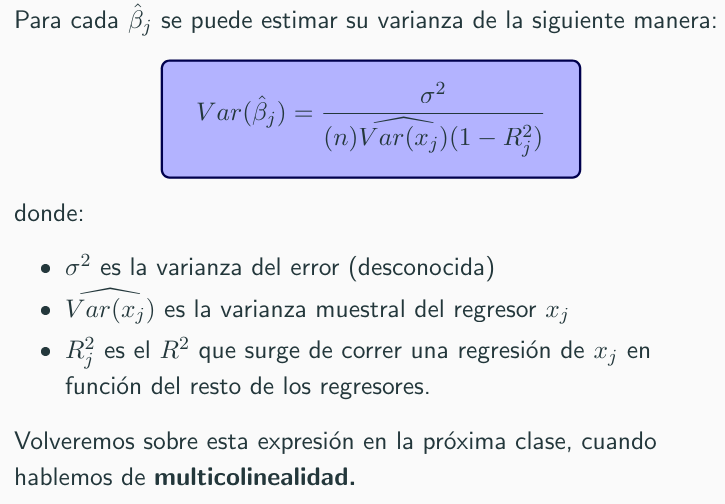 Para cada $\hat{\beta}_j$ se puede estimar su varianza de la siguiente manera:
$Var(\hat{\beta}_j) = \frac{\sigma^2}{(n)\widehat{Var(x_j)}(1 - R_j^2)}$
donde:
• $\sigma^2$ es la varianza del error (desconocida)
• $\widehat{Var(x_j)}$ es la varianza muestral del regresor $x_j$
• $R_j^2$ es el $R^2$ que surge de correr una regresión de $x_j$ en
función del resto de los regresores.
Volveremos sobre esta expresión en la próxima clase, cuando
hablemos de multicolinealidad.